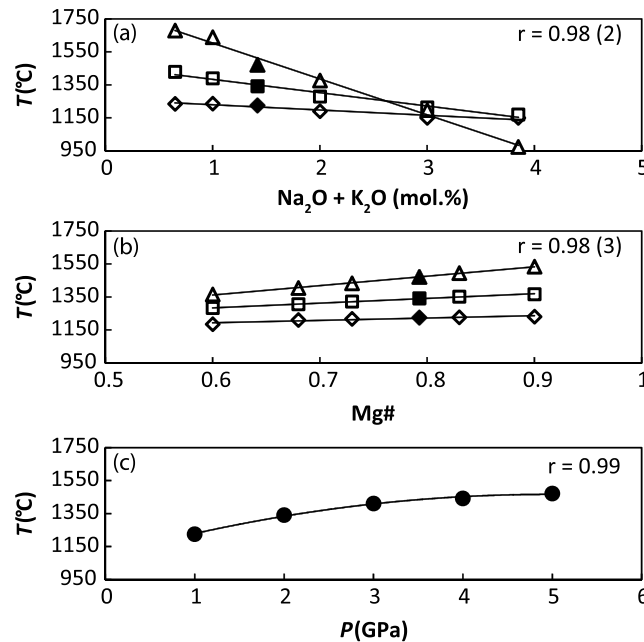 (a)
r = 0.98 (2)
T(℃)
1750
1550
1350
1150
950
0 1 2 3 4 5
Na₂O + K₂O (mol.%)
(b)
r = 0.98 (3)
T(℃)
1750
1550
1350
1150
950
0.5 0.6 0.7 0.8 0.9 1
Mg#
(c)
r = 0.99
T(℃)
1750
1550
1350
1150
950
0 1 2 3 4 5 6
P(GPa)